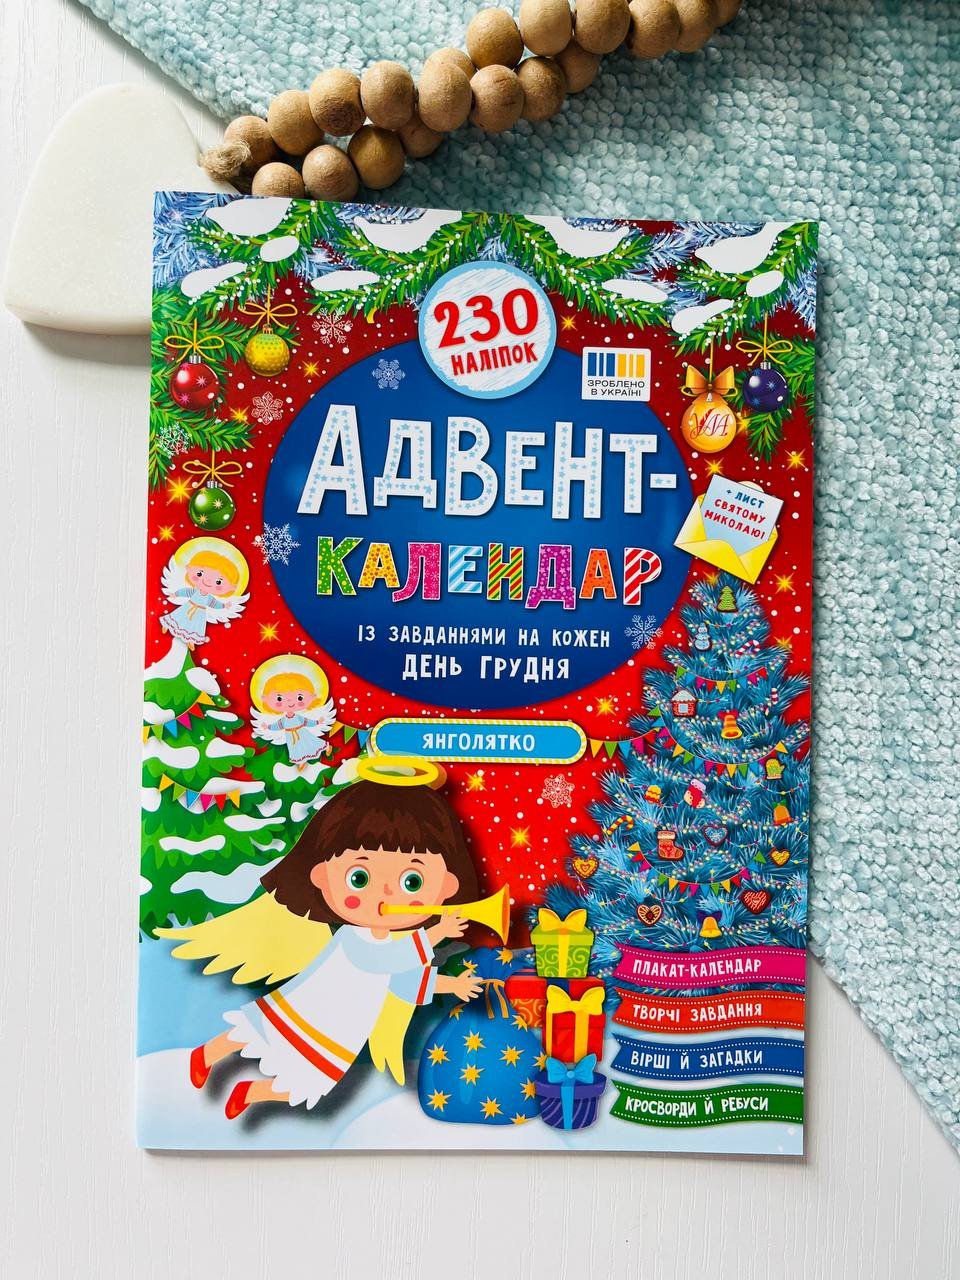 230
НАЛІПОК
ЗРОБЛЕНО
В УКРАЇНІ
АДВЕНТ-
КАЛЕНДАР
ІЗ ЗАВДАННЯМИ НА КОЖЕН
ДЕНЬ ГРУДНЯ
УЛА
+ ЛИСТ
СВЯТОМУ
МИКОЛАЮ!
ЯНГОЛЯТКО
ПЛАКАТ-КАЛЕНДАР
ТВОРЧІ ЗАВДАННЯ
ВІРШІ Й ЗАГАДКИ
КРОСВОРДИ Й РЕБУСИ